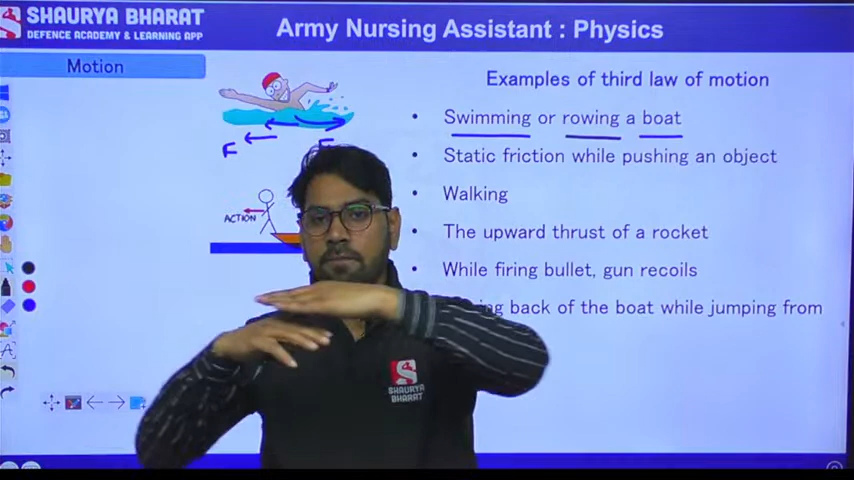 SHAURYA BHARAT
DEFENCE ACADEMY & LEARNING APP
Army Nursing Assistant : Physics
Motion
Examples of third law of motion
• Swimming or rowing a boat
• Static friction while pushing an object
• Walking
• The upward thrust of a rocket
• While firing bullet, gun recoils
back of the boat while jumping from
F
F
ACTION
SHAURYA
BHARAT